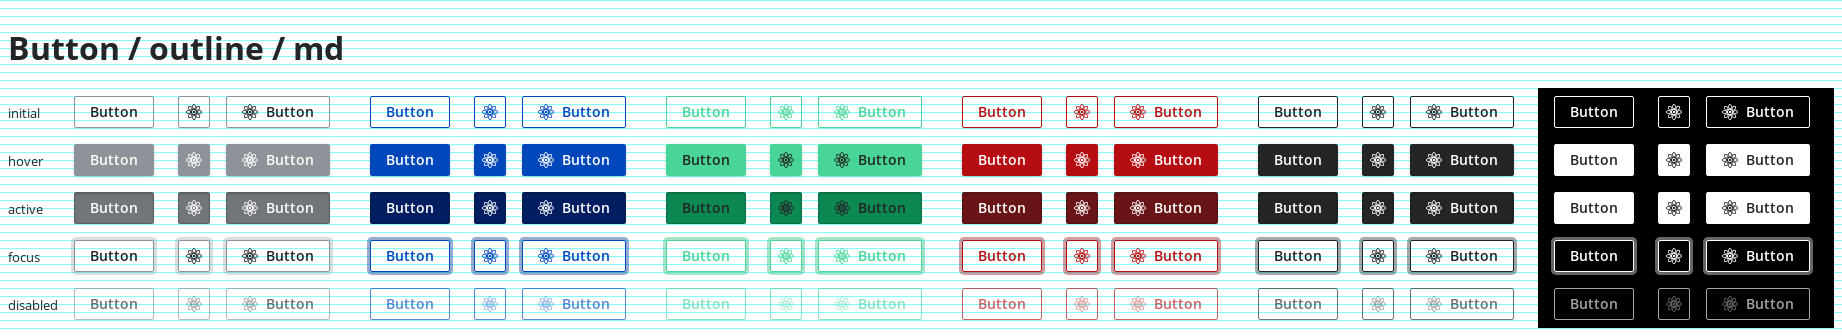 Button / outline / md
initial Button Button Button Button Button Button Button Button Button Button Button Button
hover Button Button Button Button Button Button Button Button Button Button Button Button
active Button Button Button Button Button Button Button Button Button Button Button Button
focus Button Button Button Button Button Button Button Button Button Button Button Button
disabled Button Button Button Button Button Button Button Button Button Button Button Button